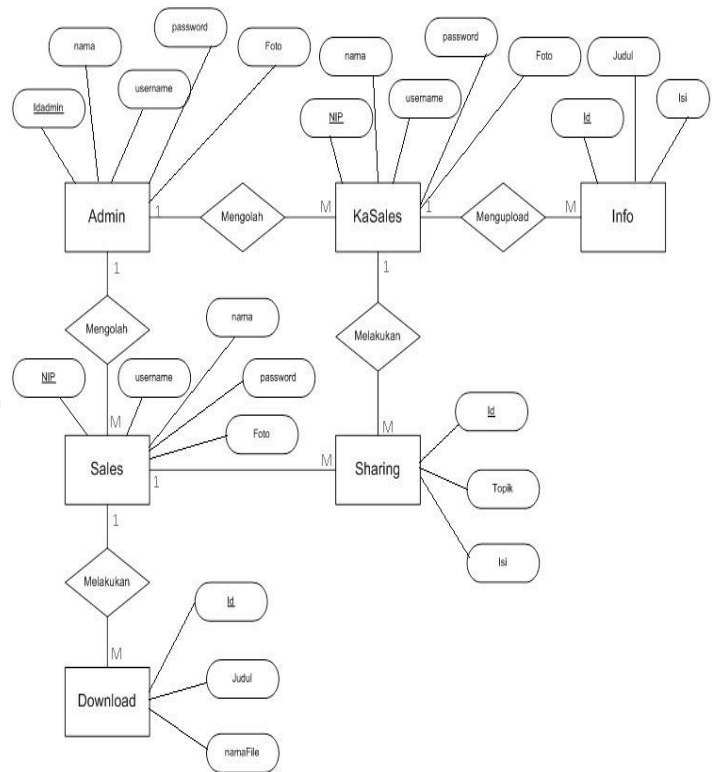 password
nama
Foto
Idadmin
username
Admin
1
Mengolah
M
password
nama
Foto
NIP
username
KaSales
1
Mengupload
M
Judul
Isi
Id
Info
1
Mengolah
M
1
Melakukan
M
nama
NIP
username
password
Foto
Sales
1
M
Sharing
Id
Topik
Isi
1
Melakukan
M
Download
Id
Judul
namaFile